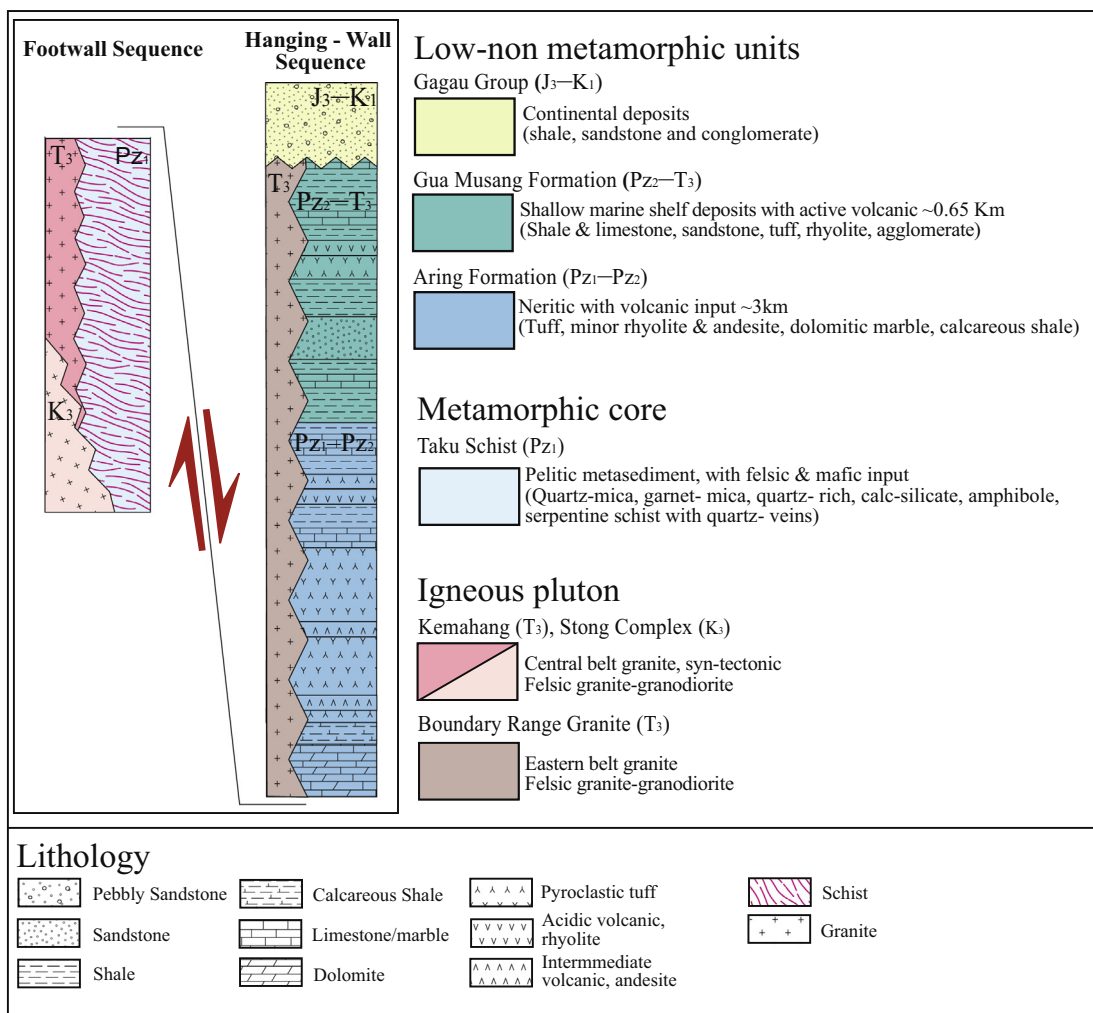 Footwall Sequence
Hanging - Wall
Sequence
T3
Pz1
K3
J3—K1
T3
Pz2—T3
Pz1—Pz2
Low-non metamorphic units
Gagau Group (J3—K1)
Continental deposits
(shale, sandstone and conglomerate)
Gua Musang Formation (Pz2—T3)
Shallow marine shelf deposits with active volcanic ~0.65 Km
(Shale & limestone, sandstone, tuff, rhyolite, agglomerate)
Aring Formation (Pz1—Pz2)
Neritic with volcanic input ~3km
(Tuff, minor rhyolite & andesite, dolomitic marble, calcareous shale)
Metamorphic core
Taku Schist (Pz1)
Pelitic metasediment, with felsic & mafic input
(Quartz-mica, garnet- mica, quartz- rich, calc-silicate, amphibole,
serpentine schist with quartz- veins)
Igneous pluton
Kemahang (T3), Stong Complex (K3)
Central belt granite, syn-tectonic
Felsic granite-granodiorite
Boundary Range Granite (T3)
Eastern belt granite
Felsic granite-granodiorite
Lithology
Pebbly Sandstone
Sandstone
Shale
Calcareous Shale
Limestone/marble
Dolomite
Pyroclastic tuff
Acidic volcanic,
rhyolite
Intermmediate
volcanic, andesite
Schist
Granite